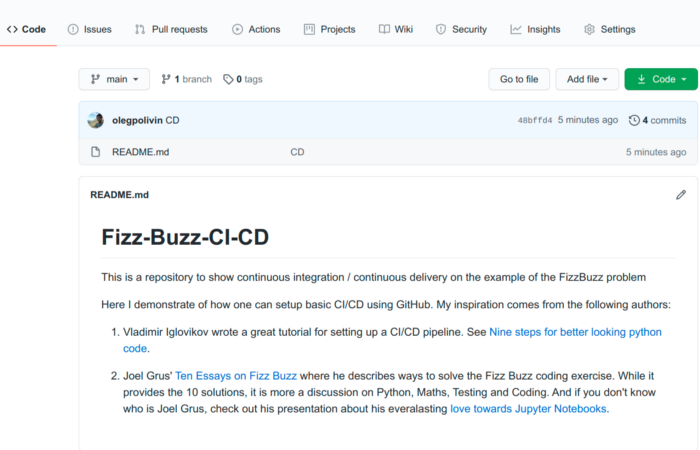 Code Issues Pull requests Actions Projects Wiki Security Insights Settings
main 1 branch 0 tags Go to file Add file Code
olegpolivin CD 48bffd4 5 minutes ago 4 commits
README.md CD 5 minutes ago
README.md
Fizz-Buzz-CI-CD
This is a repository to show continuous integration / continuous delivery on the example of the FizzBuzz problem
Here I demonstrate of how one can setup basic CI/CD using GitHub. My inspiration comes from the following authors:
1. Vladimir Iglovikov wrote a great tutorial for setting up a CI/CD pipeline. See Nine steps for better looking python
code.
2. Joel Grus' Ten Essays on Fizz Buzz where he describes ways to solve the Fizz Buzz coding exercise. While it
provides the 10 solutions, it is more a discussion on Python, Maths, Testing and Coding. And if you don't know
who is Joel Grus, check out his presentation about his everalasting love towards Jupyter Notebooks.